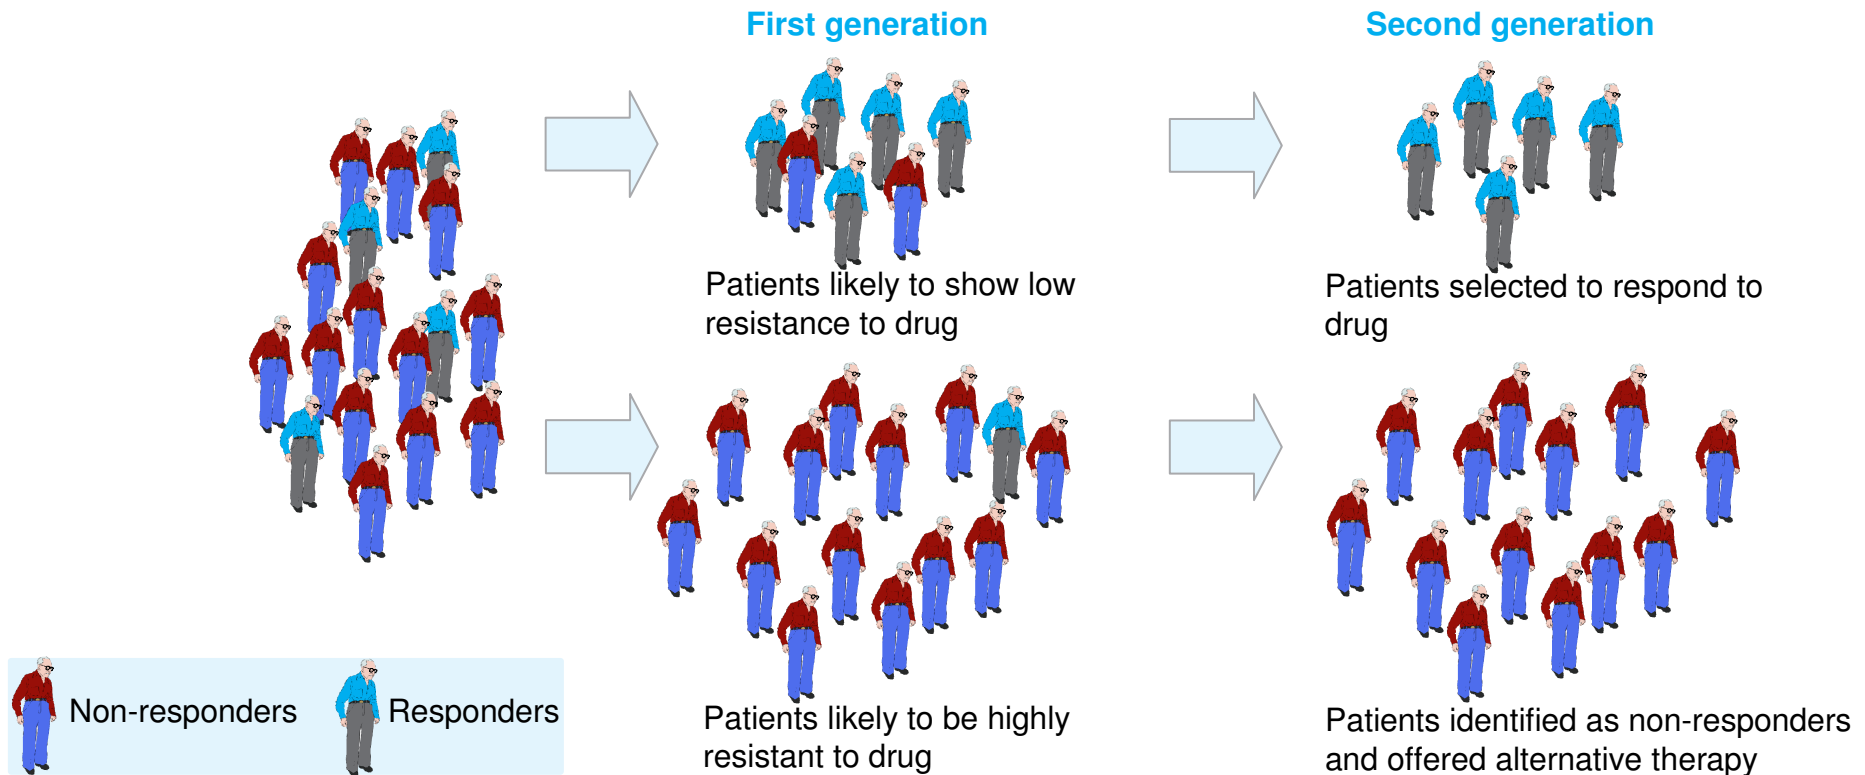 First generation
Second generation
Patients likely to show low
resistance to drug
Patients selected to respond to
drug
Non-responders
Responders
Patients likely to be highly
resistant to drug
Patients identified as non-responders
and offered alternative therapy